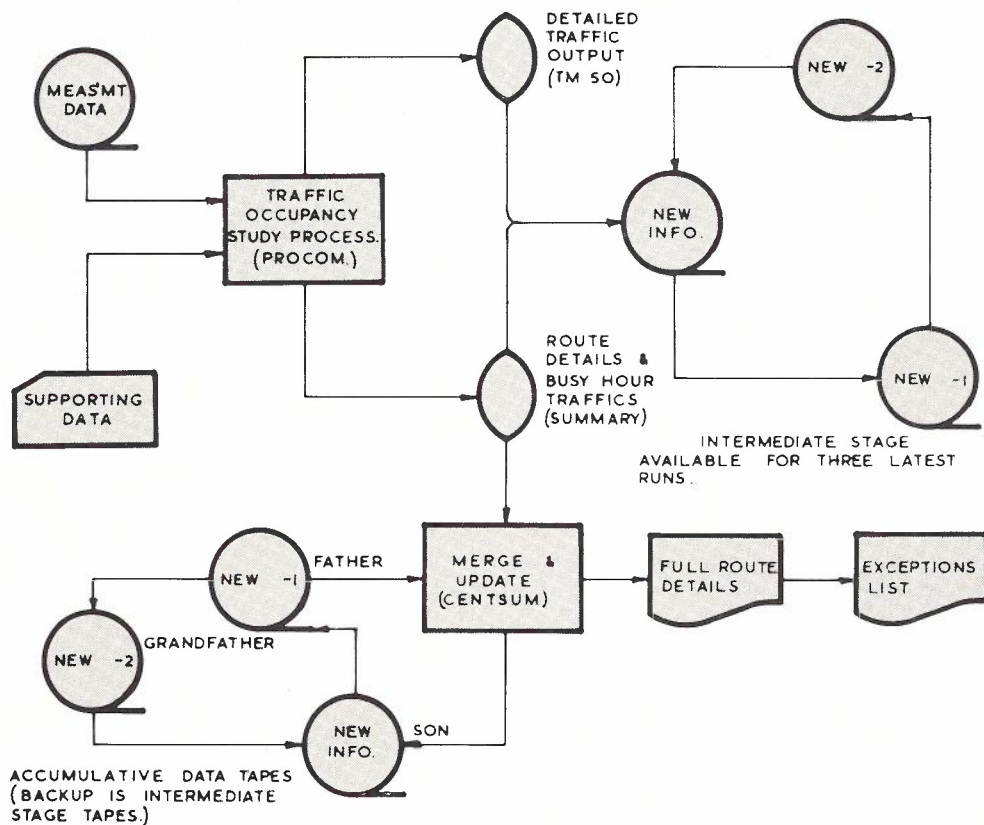 DETAILED
TRAFFIC
OUTPUT
(TM SO)
MEAS'MT
DATA
NEW -2
TRAFFIC
OCCUPANCY
STUDY PROCESS.
(PROCOM.)
NEW
INFO.
SUPPORTING
DATA
ROUTE
DETAILS &
BUSY HOUR
TRAFFICS
(SUMMARY)
NEW -1
INTERMEDIATE STAGE
AVAILABLE FOR THREE LATEST
RUNS.
NEW -1
FATHER
MERGE &
UPDATE
(CENTSUM)
FULL ROUTE
DETAILS
EXCEPTIONS
LIST
GRANDFATHER
NEW -2
NEW
INFO.
SON
ACCUMULATIVE DATA TAPES
(BACKUP IS INTERMEDIATE
STAGE TAPES.)